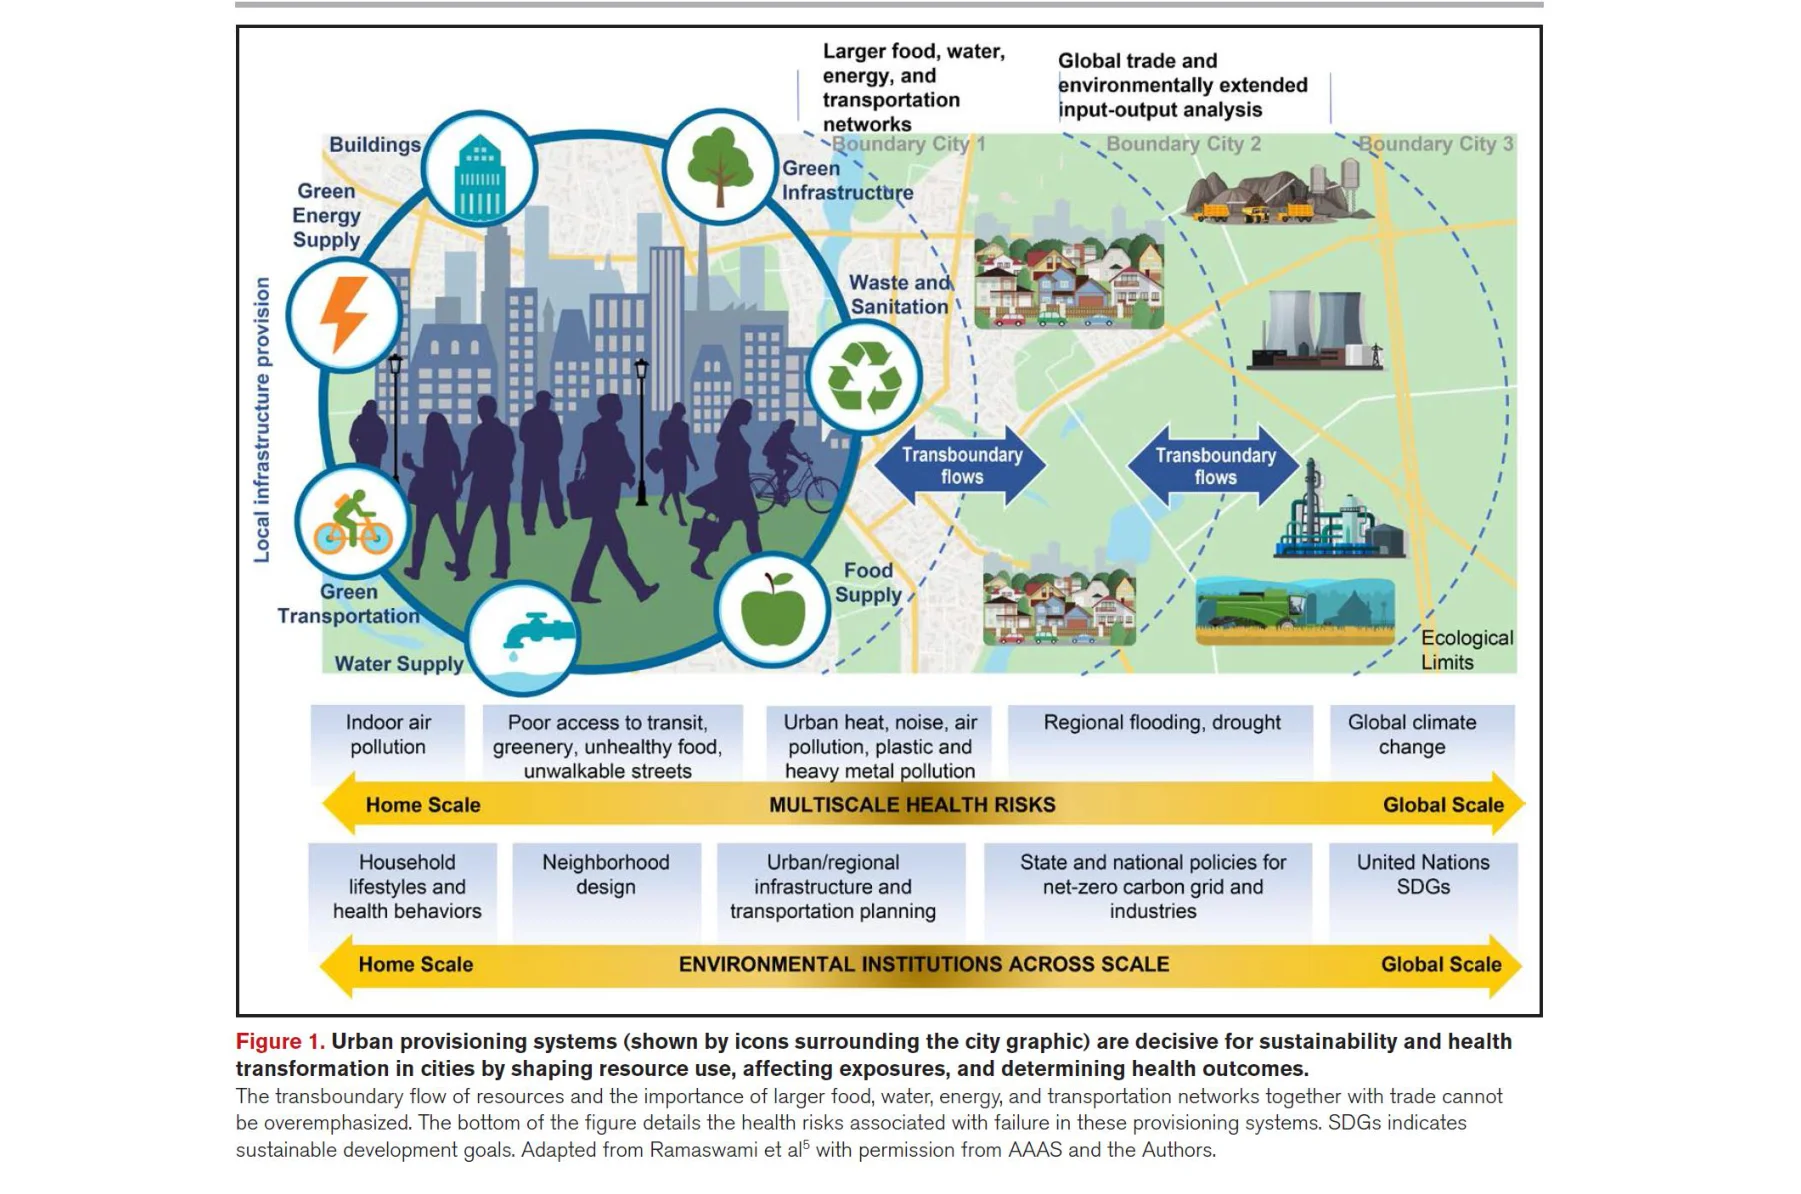 Larger food, water,
energy, and
transportation
networks
Global trade and
environmentally extended
input-output analysis
Boundary City 1
Boundary City 2
Boundary City 3
Buildings
Green
Infrastructure
Green
Energy
Supply
Waste and
Sanitation
Local infrastructure provision
Transboundary
flows
Transboundary
flows
Food
Supply
Green
Transportation
Water Supply
Ecological
Limits
Indoor air
pollution
Poor access to transit,
greenery, unhealthy food,
unwalkable streets
Urban heat, noise, air
pollution, plastic and
heavy metal pollution
Regional flooding, drought
Global climate
change
Home Scale
MULTISCALE HEALTH RISKS
Global Scale
Household
lifestyles and
health behaviors
Neighborhood
design
Urban/regional
infrastructure and
transportation planning
State and national policies for
net-zero carbon grid and
industries
United Nations
SDGs
Home Scale
ENVIRONMENTAL INSTITUTIONS ACROSS SCALE
Global Scale
Figure 1. Urban provisioning systems (shown by icons surrounding the city graphic) are decisive for sustainability and health
transformation in cities by shaping resource use, affecting exposures, and determining health outcomes.
The transboundary flow of resources and the importance of larger food, water, energy, and transportation networks together with trade cannot
be overemphasized. The bottom of the figure details the health risks associated with failure in these provisioning systems. SDGs indicates
sustainable development goals. Adapted from Ramaswami et al⁵ with permission from AAAS and the Authors.